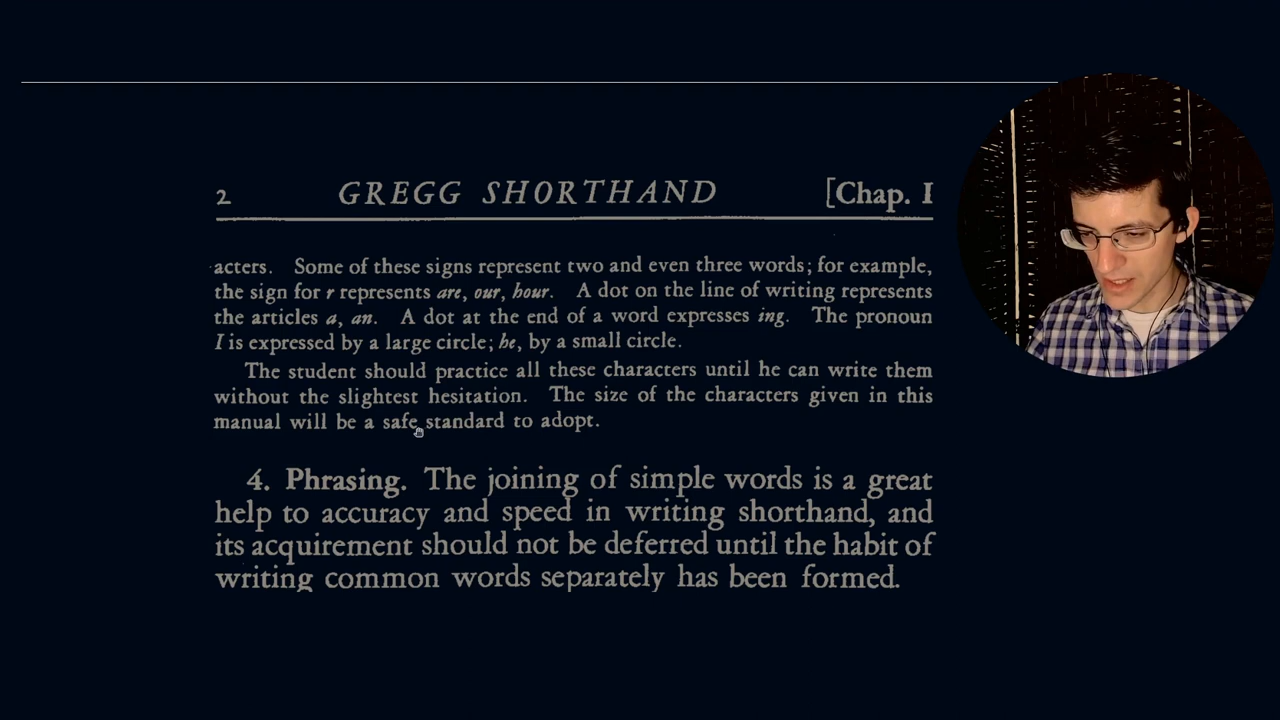 2 GREGG SHORTHAND [Chap. I
acters. Some of these signs represent two and even three words; for example,
the sign for r represents are, our, hour. A dot on the line of writing represents
the articles a, an. A dot at the end of a word expresses ing. The pronoun
I is expressed by a large circle; he, by a small circle.
The student should practice all these characters until he can write them
without the slightest hesitation. The size of the characters given in this
manual will be a safe standard to adopt.
4. Phrasing. The joining of simple words is a great
help to accuracy and speed in writing shorthand, and
its acquirement should not be deferred until the habit of
writing common words separately has been formed.